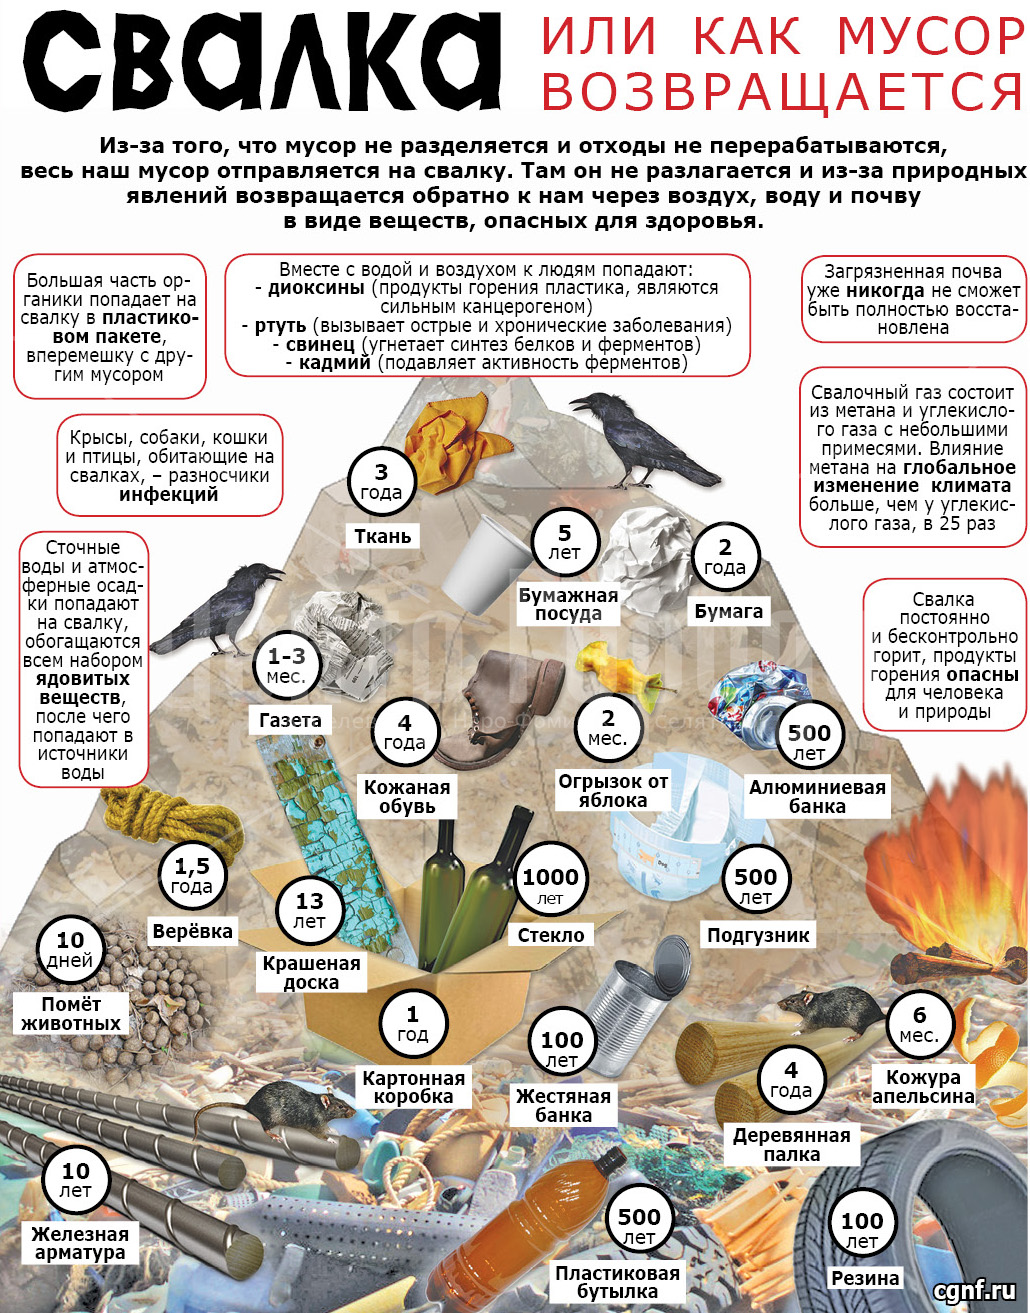 СВАЛКА
ИЛИ КАК МУСОР
ВОЗВРАЩАЕТСЯ
Из-за того, что мусор не разделяется и отходы не перерабатываются,
весь наш мусор отправляется на свалку. Там он не разлагается и из-за природных
явлений возвращается обратно к нам через воздух, воду и почву
в виде веществ, опасных для здоровья.
Большая часть ор-
ганики попадает на
свалку в пластико-
вом пакете,
вперемешку с дру-
гим мусором
Вместе с водой и воздухом к людям попадают:
- диоксины (продукты горения пластика, являются
сильным канцерогеном)
- ртуть (вызывает острые и хронические заболевания)
- свинец (угнетает синтез белков и ферментов)
- кадмий (подавляет активность ферментов)
Загрязненная почва
уже никогда не сможет
быть полностью восста-
новлена
Крысы, собаки, кошки
и птицы, обитающие на
свалках, – разносчики
инфекций
Свалочный газ состоит
из метана и углекисло-
го газа с небольшими
примесями. Влияние
метана на глобальное
изменение климата
больше, чем у углекис-
лого газа, в 25 раз
Сточные
воды и атмос-
ферные осад-
ки попадают
на свалку,
обогащаются
всем набором
ядовитых
веществ,
после чего
попадают в
источники
воды
Свалка
постоянно
и бесконтрольно
горит, продукты
горения опасны
для человека
и природы
3
года
Ткань
5
лет
Бумажная
посуда
2
года
Бумага
1-3
мес.
Газета
4
года
Кожаная
обувь
2
мес.
Огрызок от
яблока
500
лет
Алюминиевая
банка
1,5
года
Верёвка
13
лет
Крашеная
доска
1000
лет
Стекло
500
лет
Подгузник
10
дней
Помёт
животных
1
год
Картонная
коробка
100
лет
Жестяная
банка
4
года
Деревянная
палка
6
мес.
Кожура
апельсина
10
лет
Железная
арматура
500
лет
Пластиковая
бутылка
100
лет
Резина
cgnf.ru